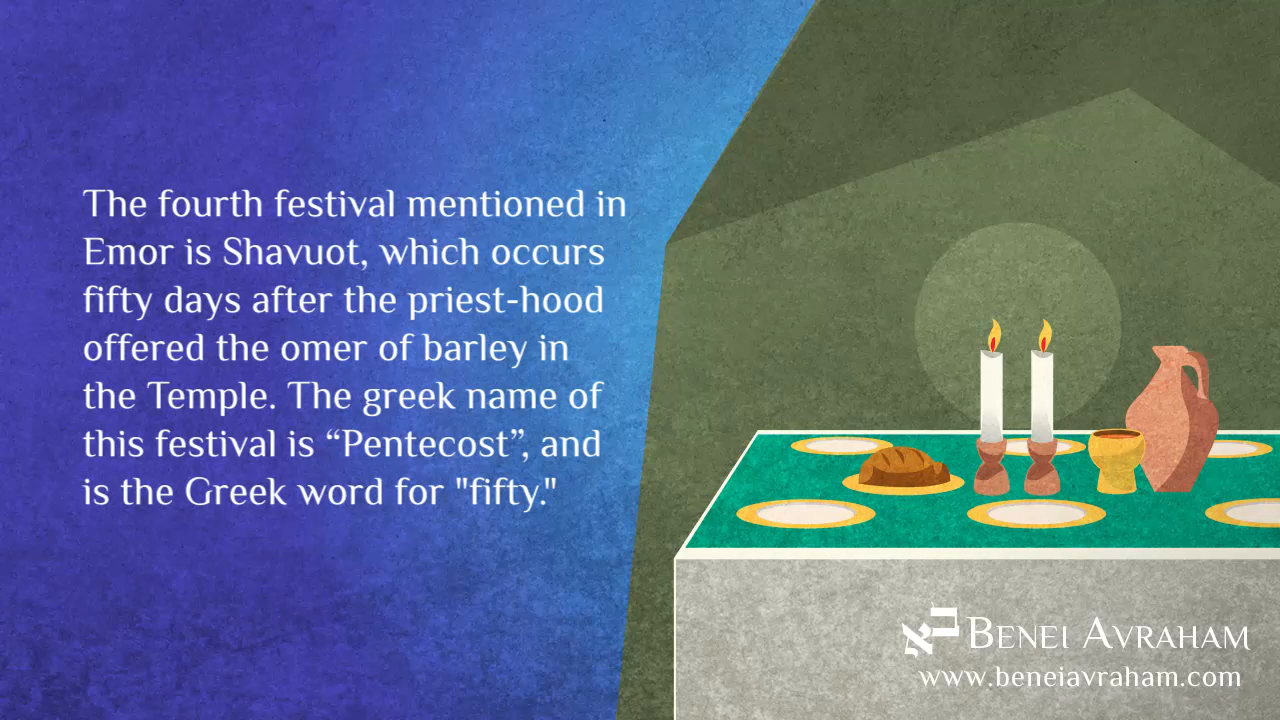 The fourth festival mentioned in
Emor is Shavuot, which occurs
fifty days after the priest-hood
offered the omer of barley in
the Temple. The greek name of
this festival is “Pentecost”, and
is the Greek word for "fifty."
אב Benei Avraham
www.beneiavraham.com